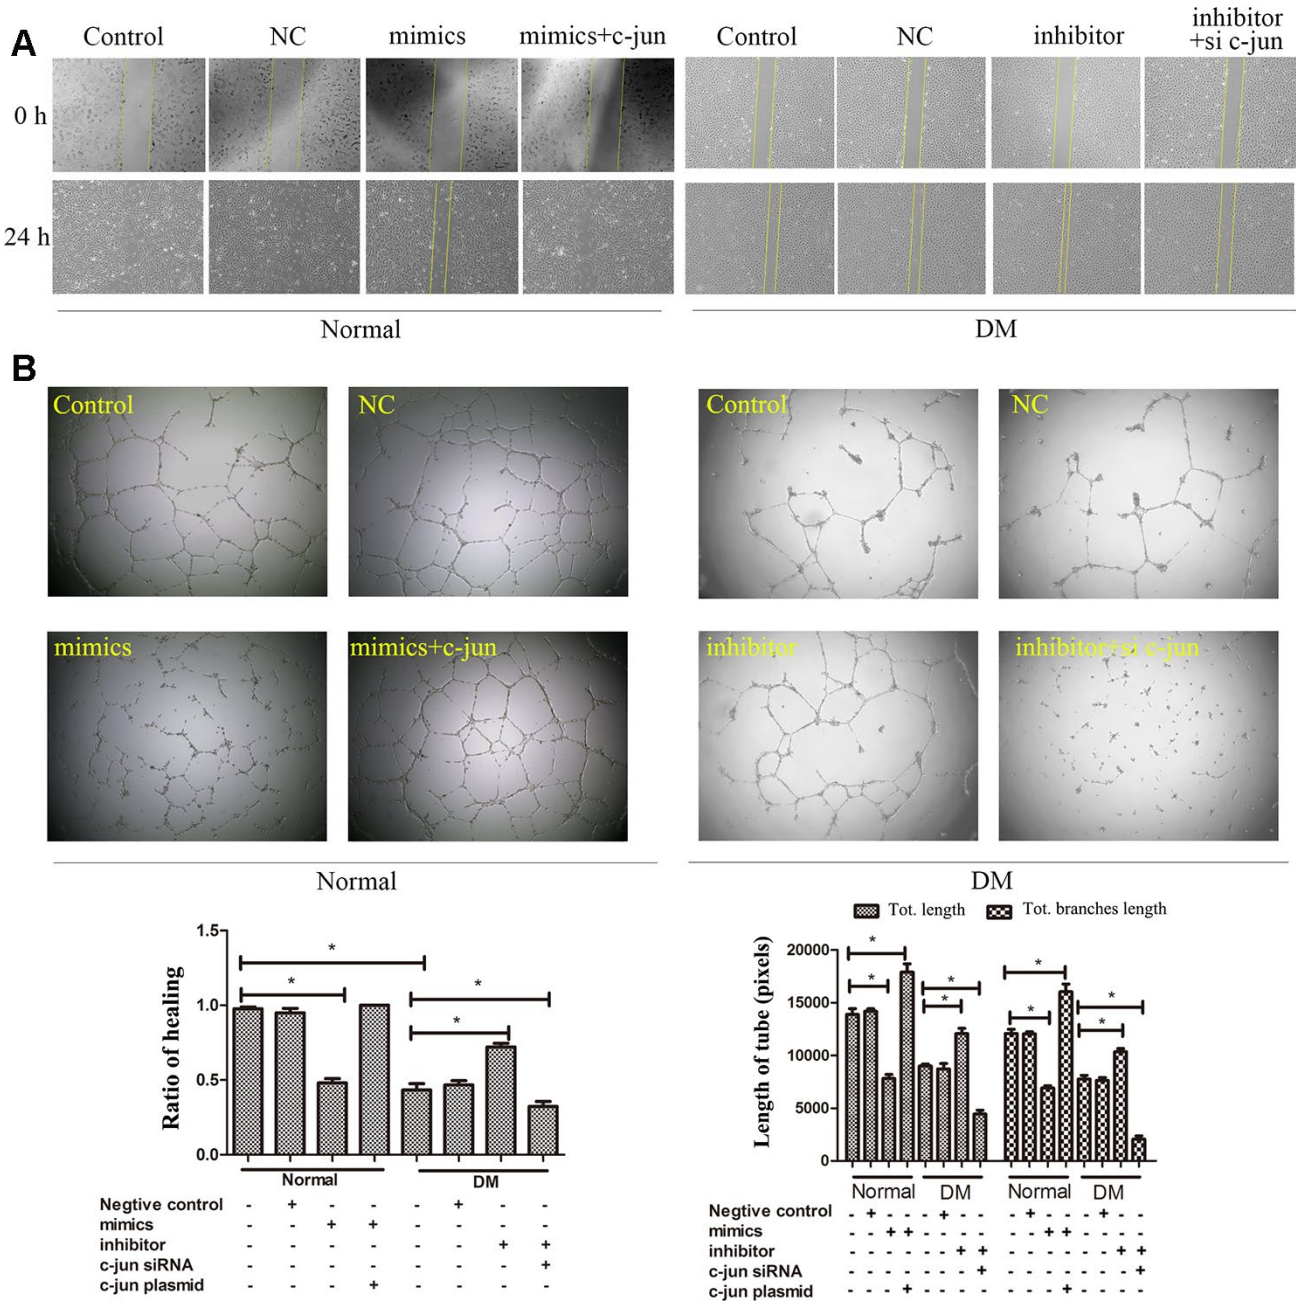 A
Control NC mimics mimics+c-jun Control NC inhibitor inhibitor
+si c-jun
0 h
24 h
Normal DM
B
Control NC Control NC
mimics mimics+c-jun inhibitor inhibitor+si c-jun
Normal DM
Ratio of healing
1.5
1.0
0.5
0.0
* * * *
Normal DM
Negtive control - + - - - + - -
mimics - - + + - - - -
inhibitor - - - - - - + +
c-jun siRNA - - - - - - - +
c-jun plasmid - - - + - - - -
Tot. length Tot. branches length
Length of tube (pixels)
20000
15000
10000
5000
0
* * * * * * * *
Normal DM Normal DM
Negtive control - + - - - + - - - + - - - + - -
mimics - - + + - - - - - - + + - - - -
inhibitor - - - - - - + + - - - - - - + +
c-jun siRNA - - - - - - - + - - - - - - - +
c-jun plasmid - - - + - - - - - - - + - - - -